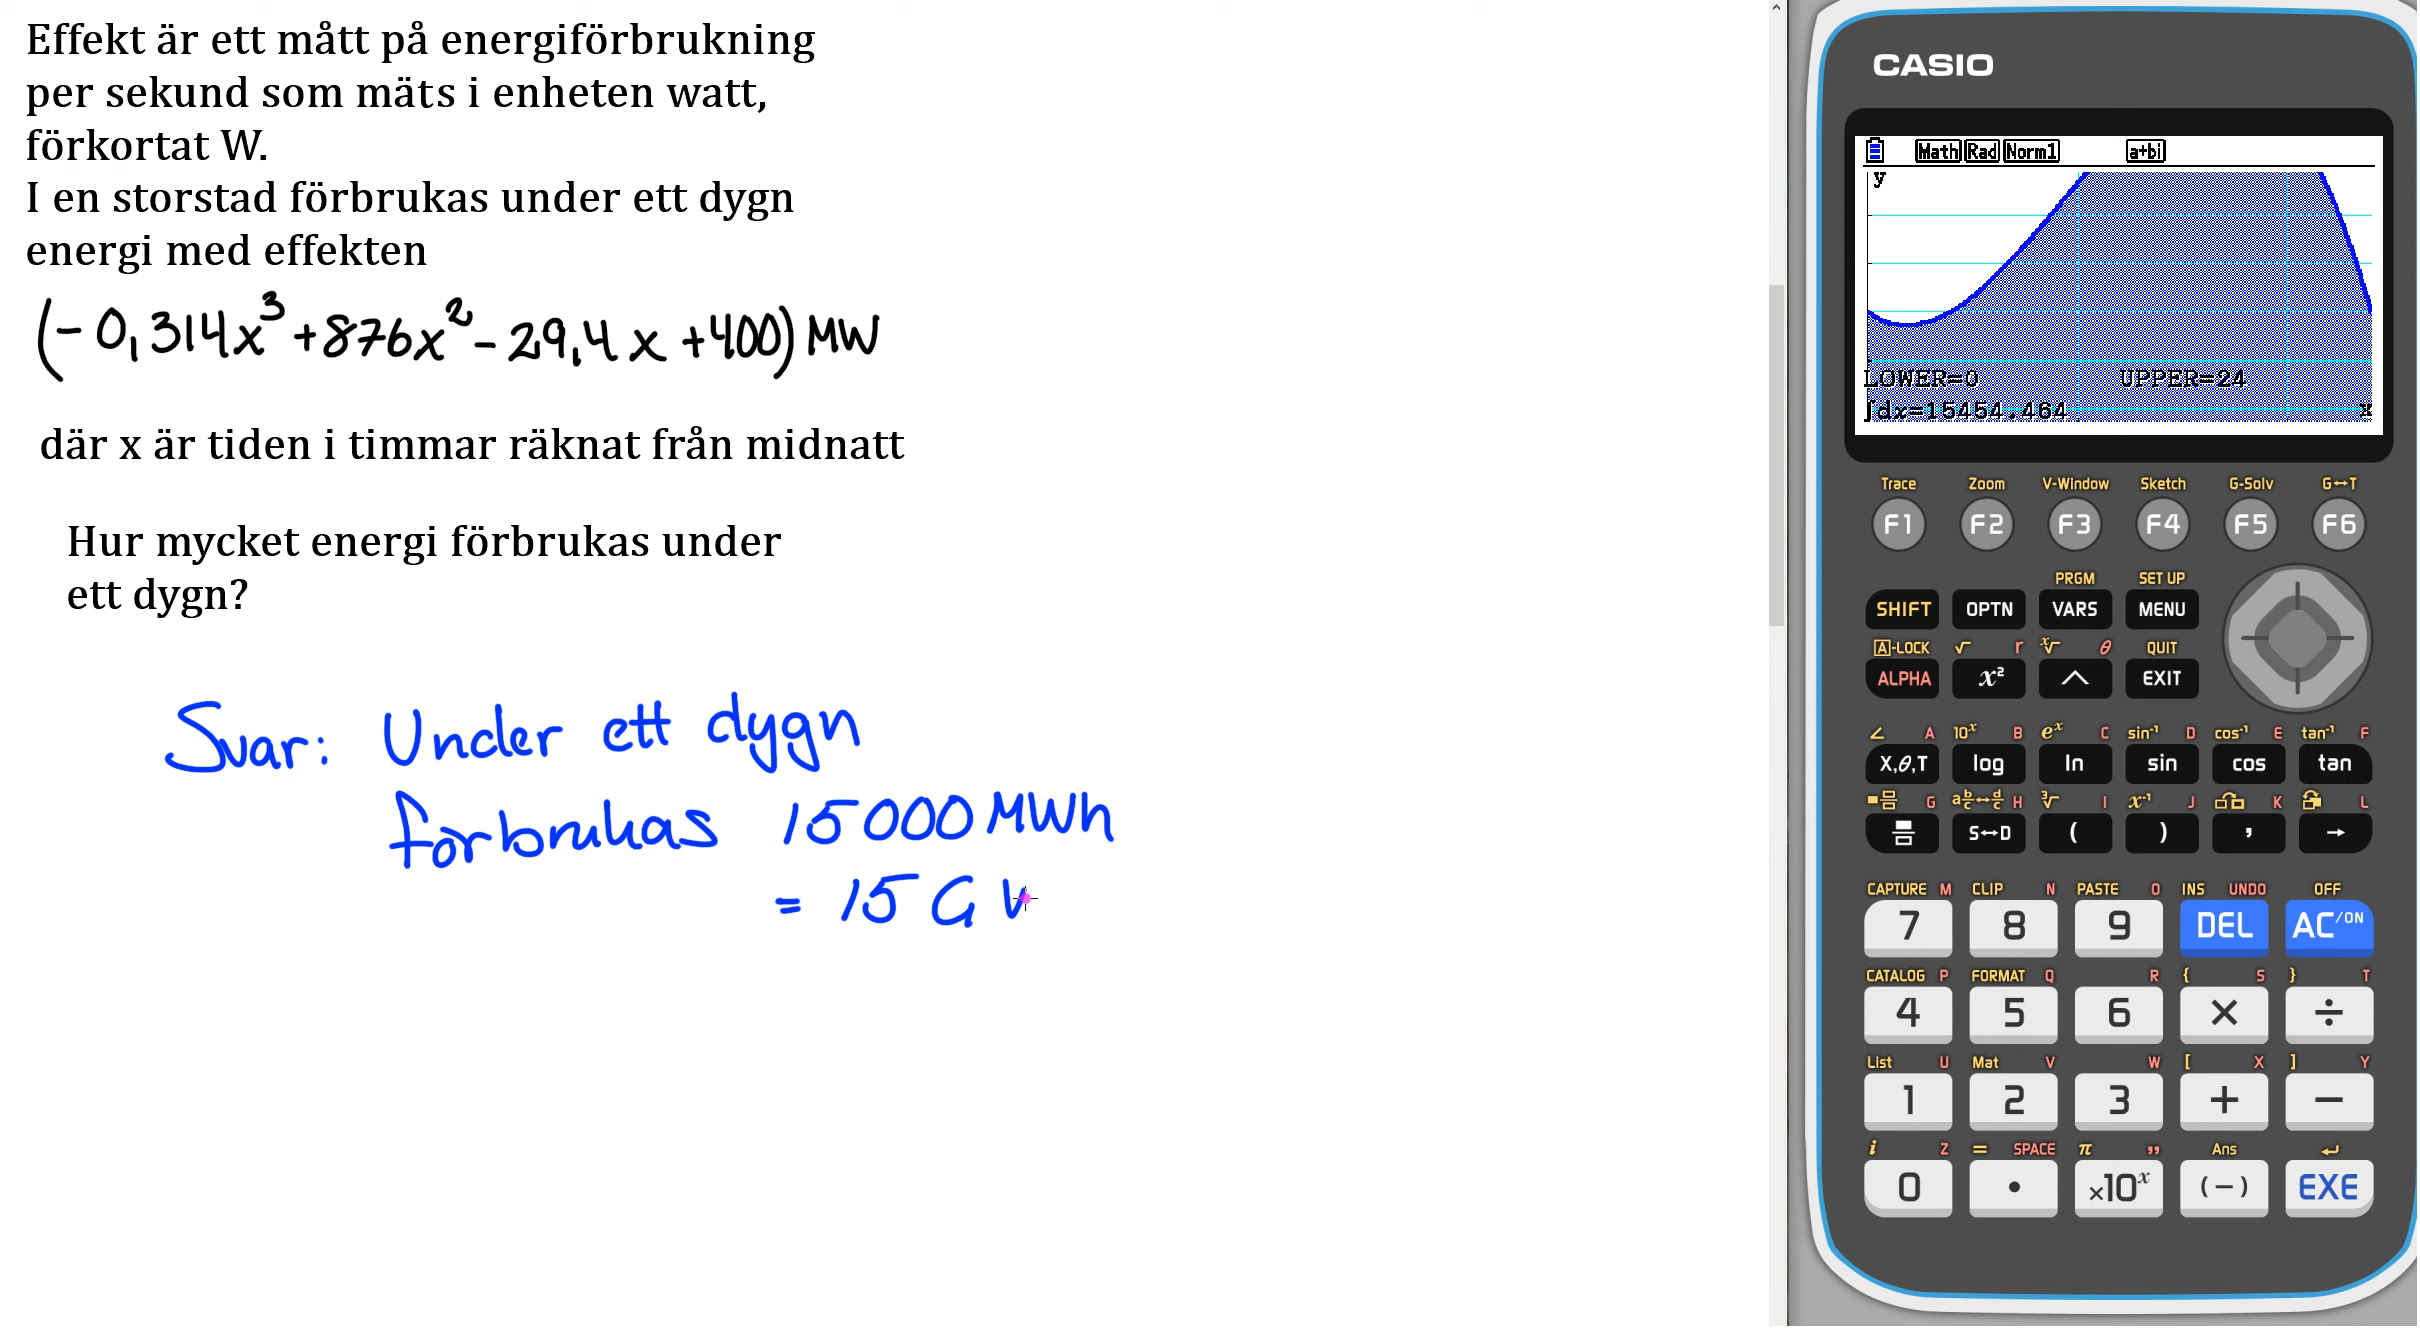 Effekt är ett mått på energiförbrukning
per sekund som mäts i enheten watt,
förkortat W.
I en storstad förbrukas under ett dygn
energi med effekten
(-0,314x³+876x²-29,4x+400)MW
där x är tiden i timmar räknat från midnatt
Hur mycket energi förbrukas under
ett dygn?
Svar: Under ett dygn
förbrukas 15000MWh
= 15 G
CASIO
Math Rad Norm1 a+bi
y
LOWER=0 UPPER=24
∫dx=15454.464 x
Trace Zoom V-Window Sketch G-Solv G↔T
F1 F2 F3 F4 F5 F6
PRGM SET UP
SHIFT OPTN VARS MENU
A-LOCK √ r ˣ√ θ QUIT
ALPHA x² ^ EXIT
∠ A 10ˣ B eˣ C sin⁻¹ D cos⁻¹ E tan⁻¹ F
X,θ,T log ln sin cos tan
G a b/c↔d/c H ³√ I x⁻¹ J K L
S↔D ( ) , →
CAPTURE M CLIP N PASTE O INS UNDO OFF
7 8 9 DEL AC/ON
CATALOG P FORMAT Q R { S } T
4 5 6 × ÷
List U Mat V W [ X ] Y
1 2 3 + −
i Z = SPACE π " Ans ↵
0 • ×10ˣ (−) EXE